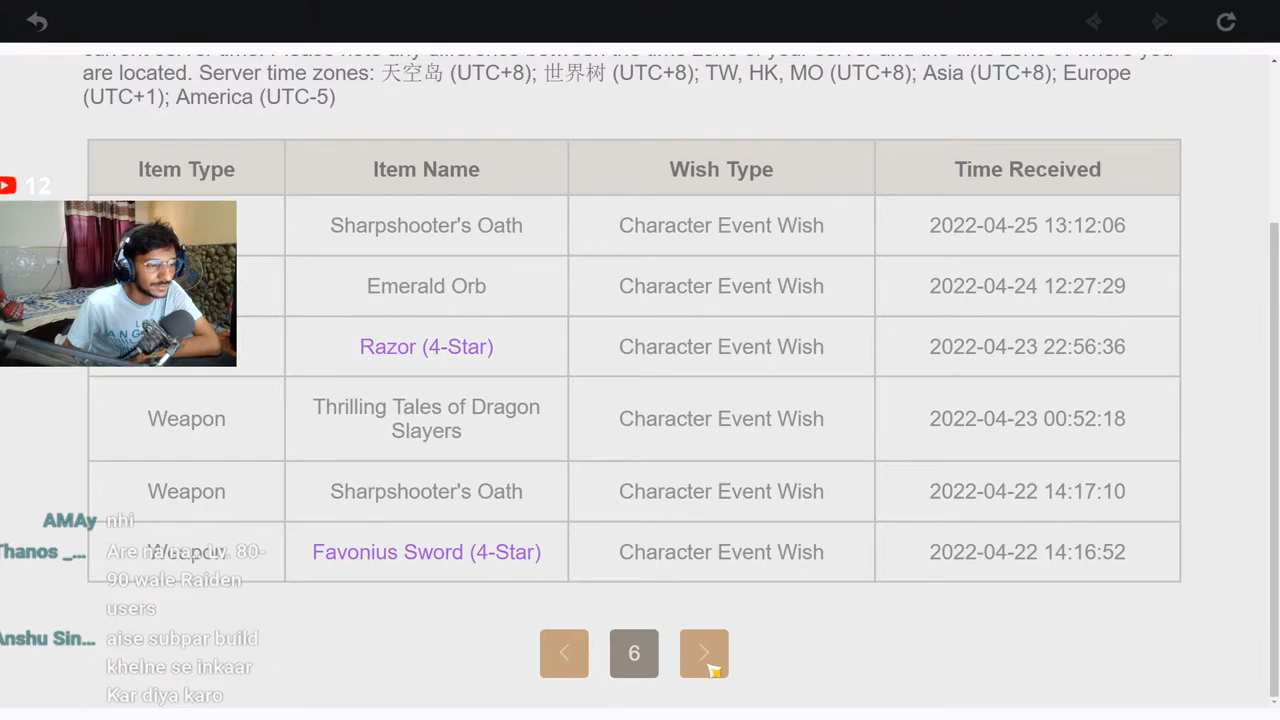 are located. Server time zones: 天空岛 (UTC+8); 世界树 (UTC+8); TW, HK, MO (UTC+8); Asia (UTC+8); Europe
(UTC+1); America (UTC-5)
Item Type Item Name Wish Type Time Received
12
Sharpshooter's Oath Character Event Wish 2022-04-25 13:12:06
Emerald Orb Character Event Wish 2022-04-24 12:27:29
Razor (4-Star) Character Event Wish 2022-04-23 22:56:36
Weapon Thrilling Tales of Dragon Character Event Wish 2022-04-23 00:52:18
Slayers
Weapon Sharpshooter's Oath Character Event Wish 2022-04-22 14:17:10
Weapon Favonius Sword (4-Star) Character Event Wish 2022-04-22 14:16:52
AMAy nhi
Thanos _... Are naina.. Lv. 80-
90-wale-Raiden
users
Anshu Sin... aise subpar build
khelne se inkaar
Kar diya karo
6